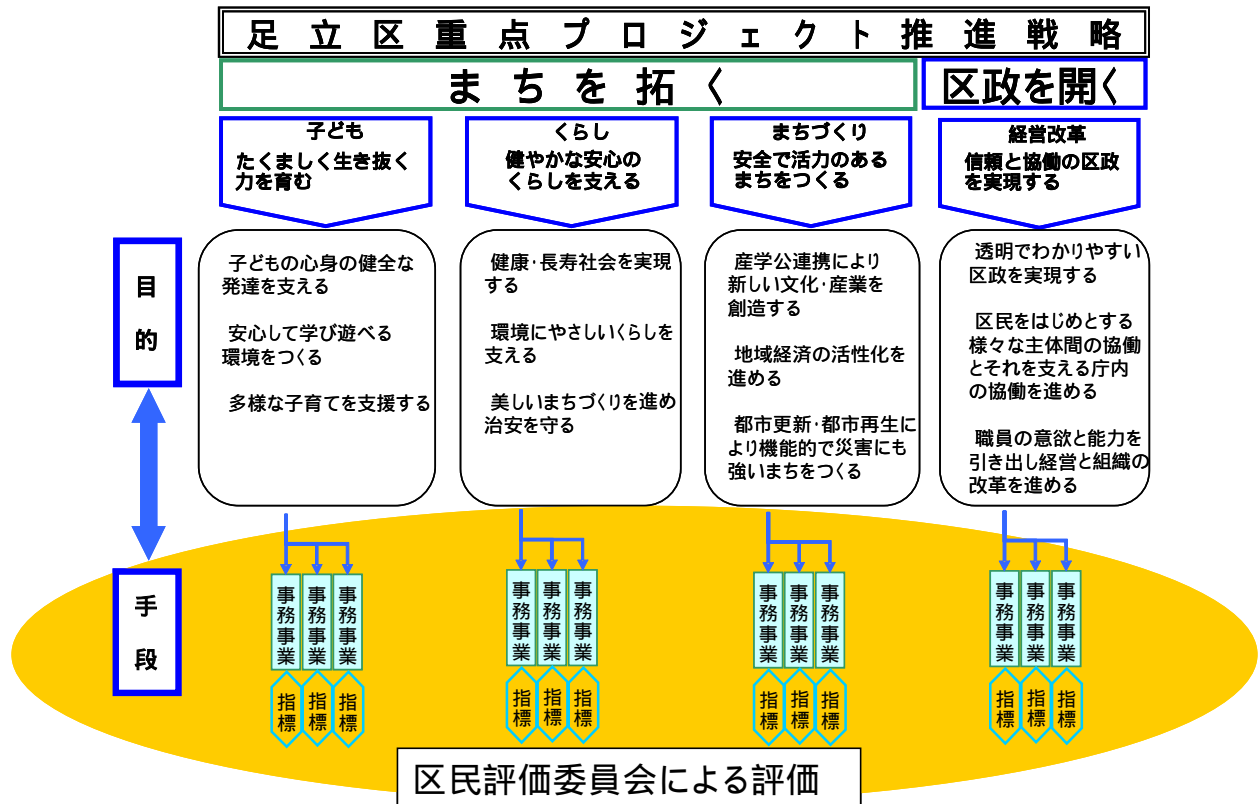 足立区重点プロジェクト推進戦略
まちを拓く
区政を開く
子ども
たくましく生き抜く
力を育む
くらし
健やかな安心の
くらしを支える
まちづくり
安全で活力のある
まちをつくる
経営改革
信頼と協働の区政
を実現する
目的
子どもの心身の健全な
発達を支える
安心して学び遊べる
環境をつくる
多様な子育てを支援する
健康・長寿社会を実現
する
環境にやさしいくらしを
支える
美しいまちづくりを進め
治安を守る
産学公連携により
新しい文化・産業を
創造する
地域経済の活性化を
進める
都市更新・都市再生に
より機能的で災害にも
強いまちをつくる
透明でわかりやすい
区政を実現する
区民をはじめとする
様々な主体間の協働
とそれを支える庁内
の協働を進める
職員の意欲と能力を
引き出し経営と組織の
改革を進める
手段
事務事業
事務事業
事務事業
事務事業
事務事業
事務事業
事務事業
事務事業
事務事業
事務事業
事務事業
事務事業
指標
指標
指標
指標
指標
指標
指標
指標
指標
指標
指標
指標
区民評価委員会による評価